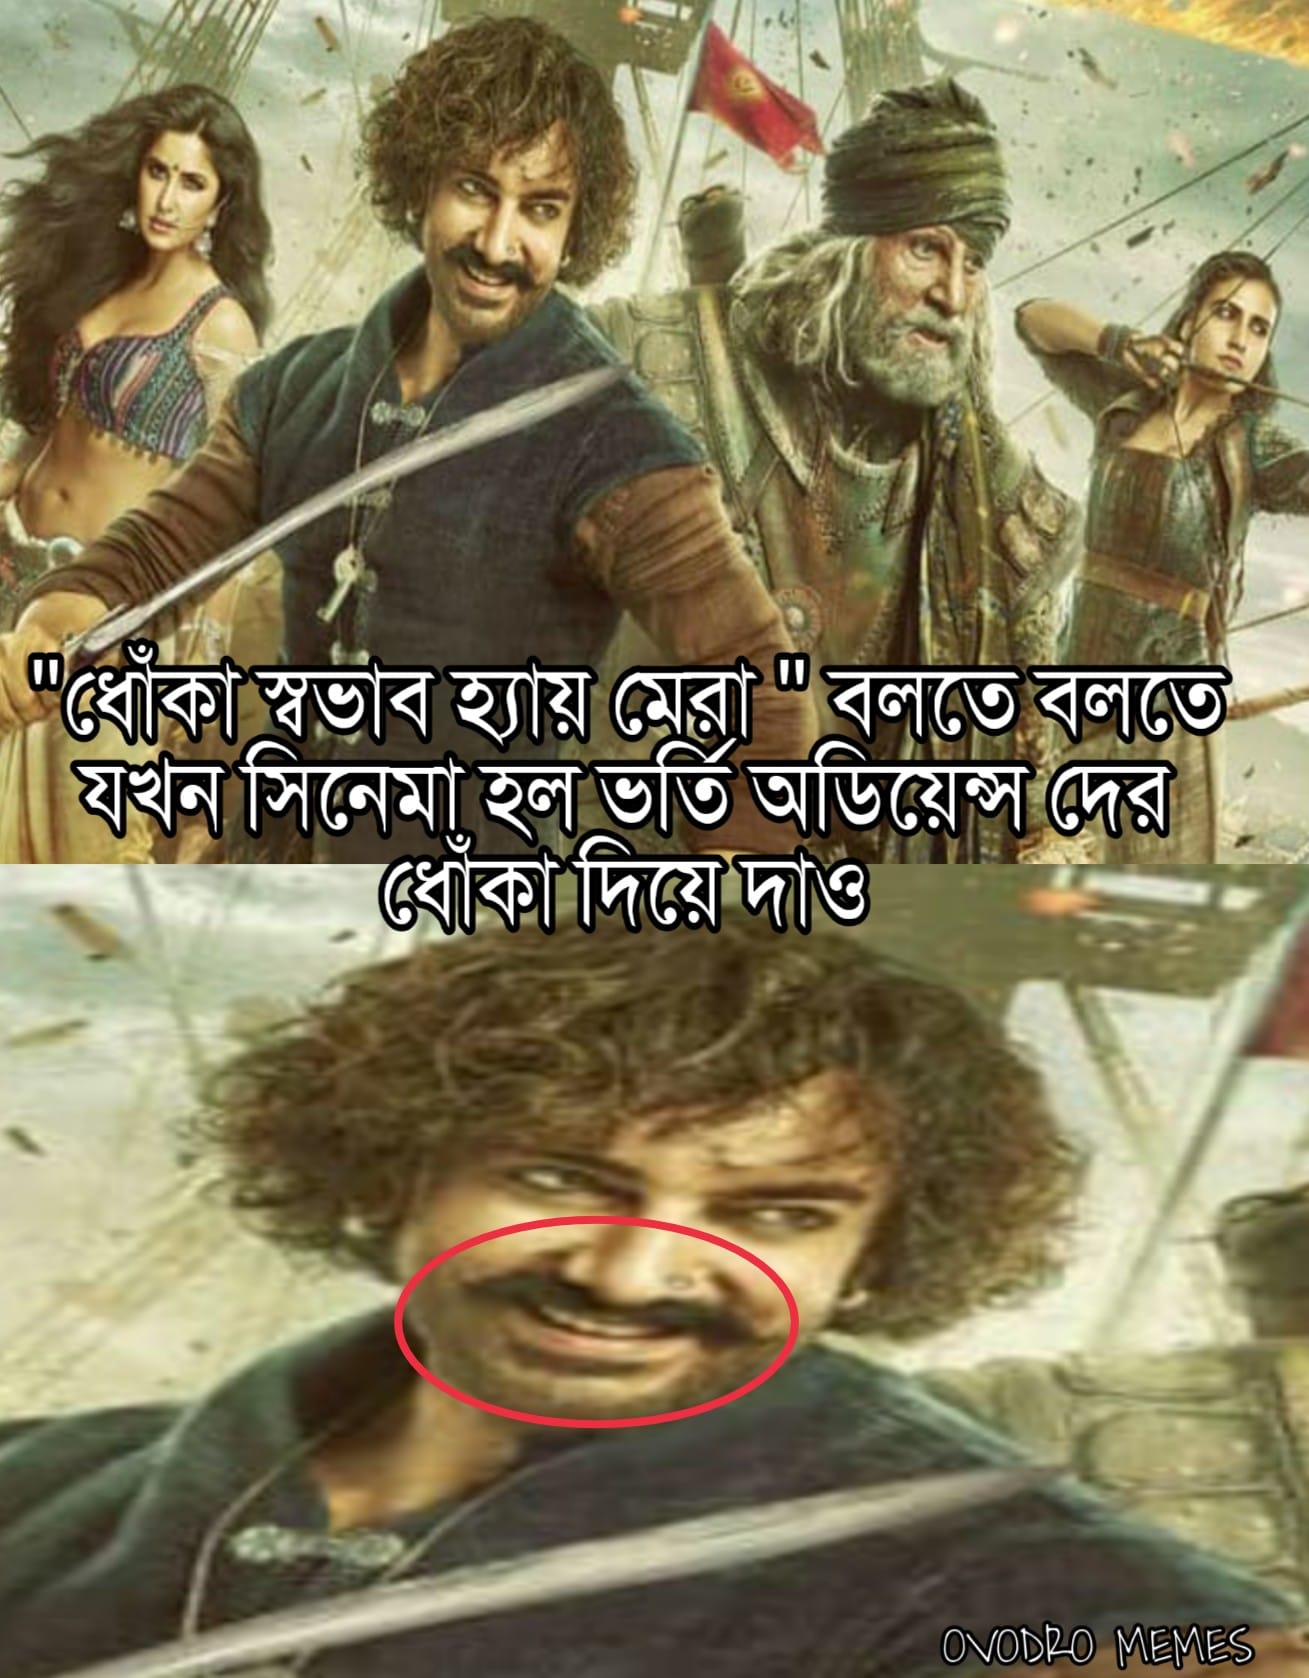 "ধোঁকা স্বভাব হ্যায় মেরা " বলতে বলতে
যখন সিনেমা হল ভর্তি অডিয়েন্স দের
ধোঁকা দিয়ে দাও
OVODRO MEMES